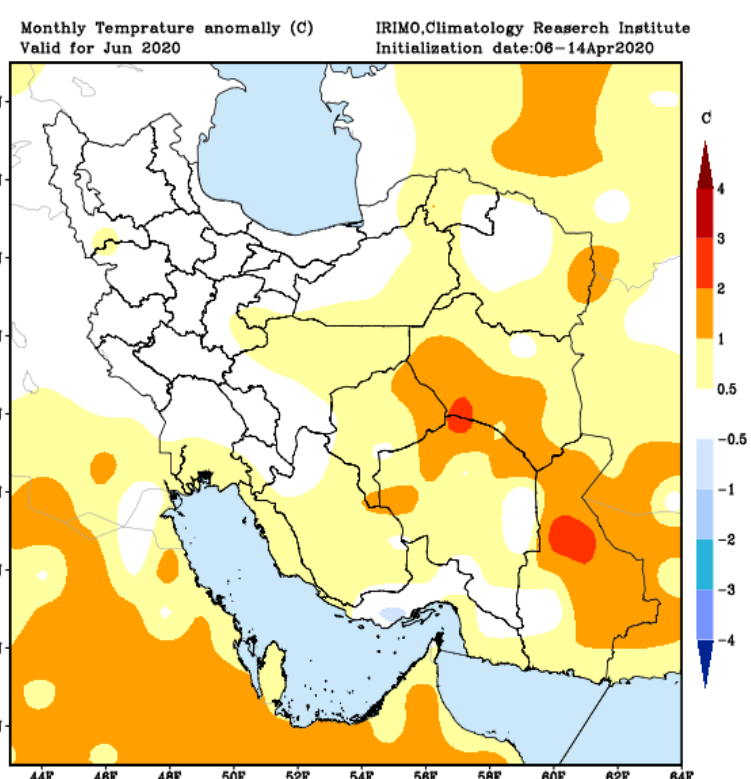 Monthly Temprature anomally (C)
IRIMO,Climatology Reaserch Institute
Valid for Jun 2020
Initialization date:06-14Apr2020
C
4
3
2
1
0.5
-0.5
-1
-2
-3
-4
44E 46E 48E 50E 52E 54E 56E 58E 60E 62E 64E